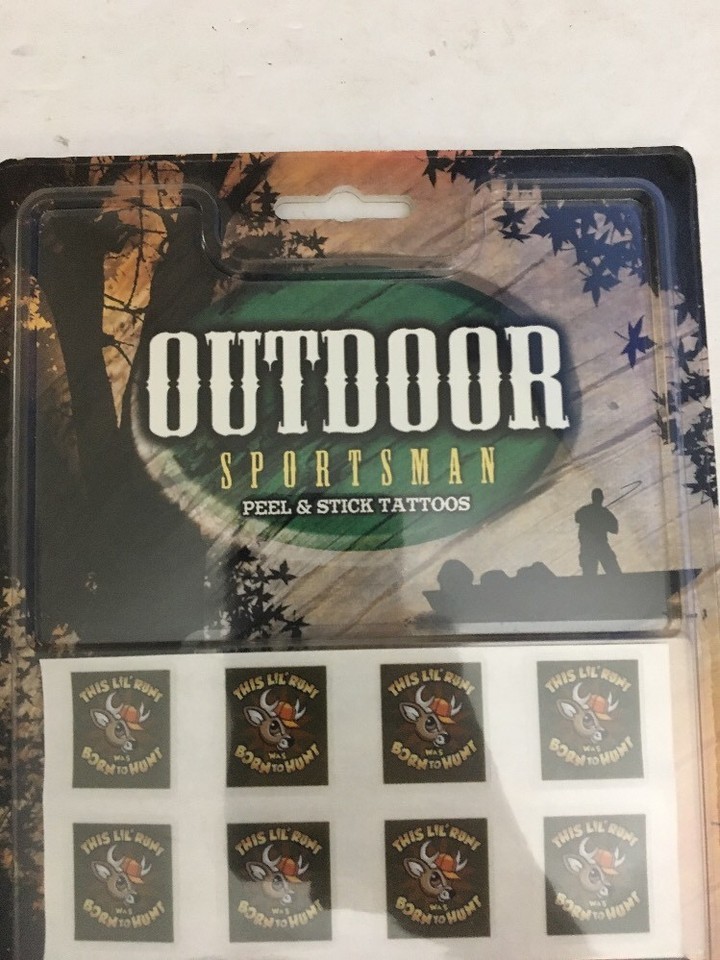 OUTDOOR
SPORTSMAN
PEEL & STICK TATTOOS
THIS LIL' RUNT THIS LIL' RUNT THIS LIL' RUNT THIS LIL' RUNT
WAS WAS WAS WAS
BORN TO HUNT BORN TO HUNT BORN TO HUNT BORN TO HUNT
THIS LIL' RUNT THIS LIL' RUNT THIS LIL' RUNT THIS LIL' RUNT
WAS WAS WAS WAS
BORN TO HUNT BORN TO HUNT BORN TO HUNT BORN TO HUNT